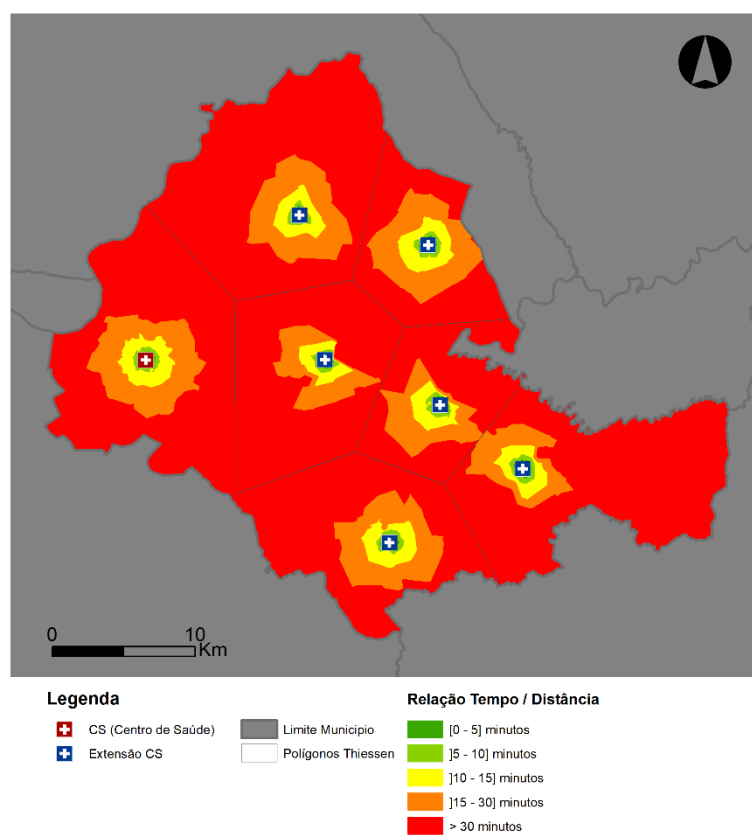 0 10
Km
Legenda
CS (Centro de Saúde)
Extensão CS
Limite Municipio
Polígonos Thiessen
Relação Tempo / Distância
[0 - 5] minutos
]5 - 10] minutos
]10 - 15] minutos
]15 - 30] minutos
> 30 minutos